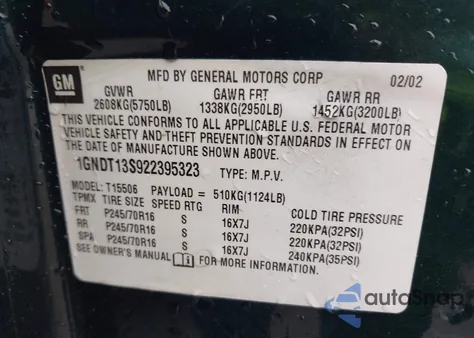 GM
MFD BY GENERAL MOTORS CORP 02/02
GVWR GAWR FRT GAWR RR
2608KG(5750LB) 1338KG(2950LB) 1452KG(3200LB)
THIS VEHICLE CONFORMS TO ALL APPLICABLE U.S. FEDERAL MOTOR
VEHICLE SAFETY AND THEFT PREVENTION STANDARDS IN EFFECT ON
THE DATE OF MANUFACTURE SHOWN ABOVE.
1GNDT13S922395323 TYPE: M.P.V.
MODEL: T15506 PAYLOAD = 510KG(1124LB)
TPMX TIRE SIZE SPEED RTG RIM COLD TIRE PRESSURE
FRT P245/70R16 S 16X7J 220KPA(32PSI)
RR P245/70R16 S 16X7J 220KPA(32PSI)
SPA P245/70R16 S 16X7J 240KPA(35PSI)
SEE OWNER'S MANUAL FOR MORE INFORMATION
autoSnap